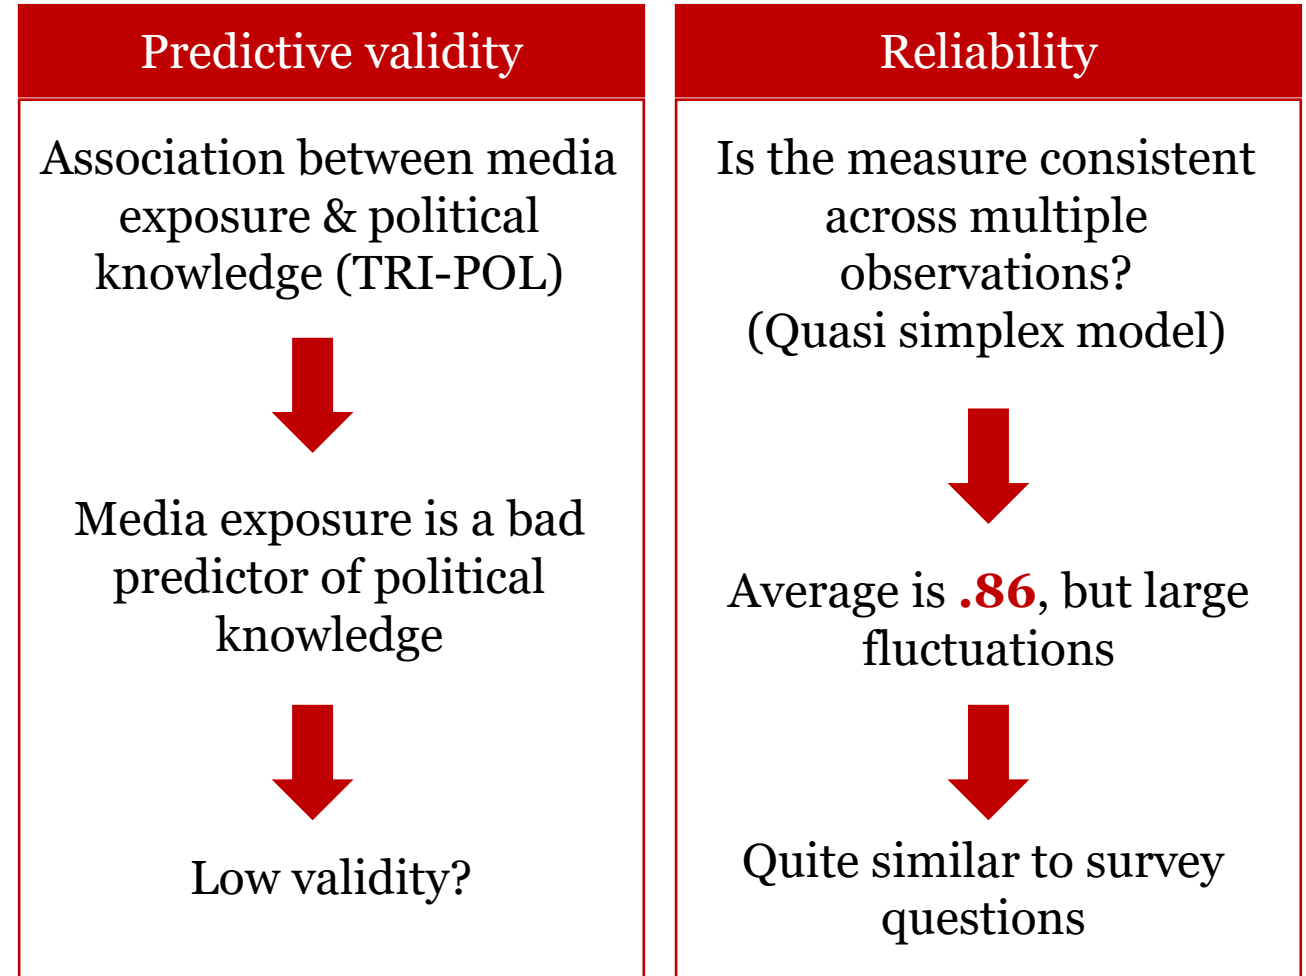 Predictive validity
Association between media
exposure & political
knowledge (TRI-POL)
Media exposure is a bad
predictor of political
knowledge
Low validity?
Reliability
Is the measure consistent
across multiple
observations?
(Quasi simplex model)
Average is .86, but large
fluctuations
Quite similar to survey
questions